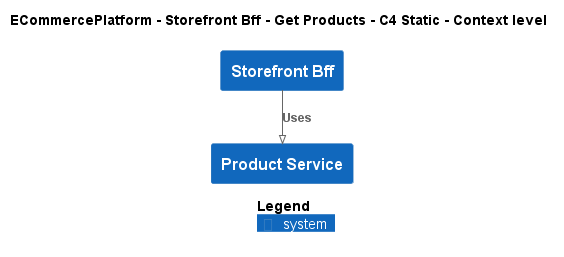 ECommercePlatform - Storefront Bff - Get Products - C4 Static - Context level
Storefront Bff
Uses
Product Service
Legend
system